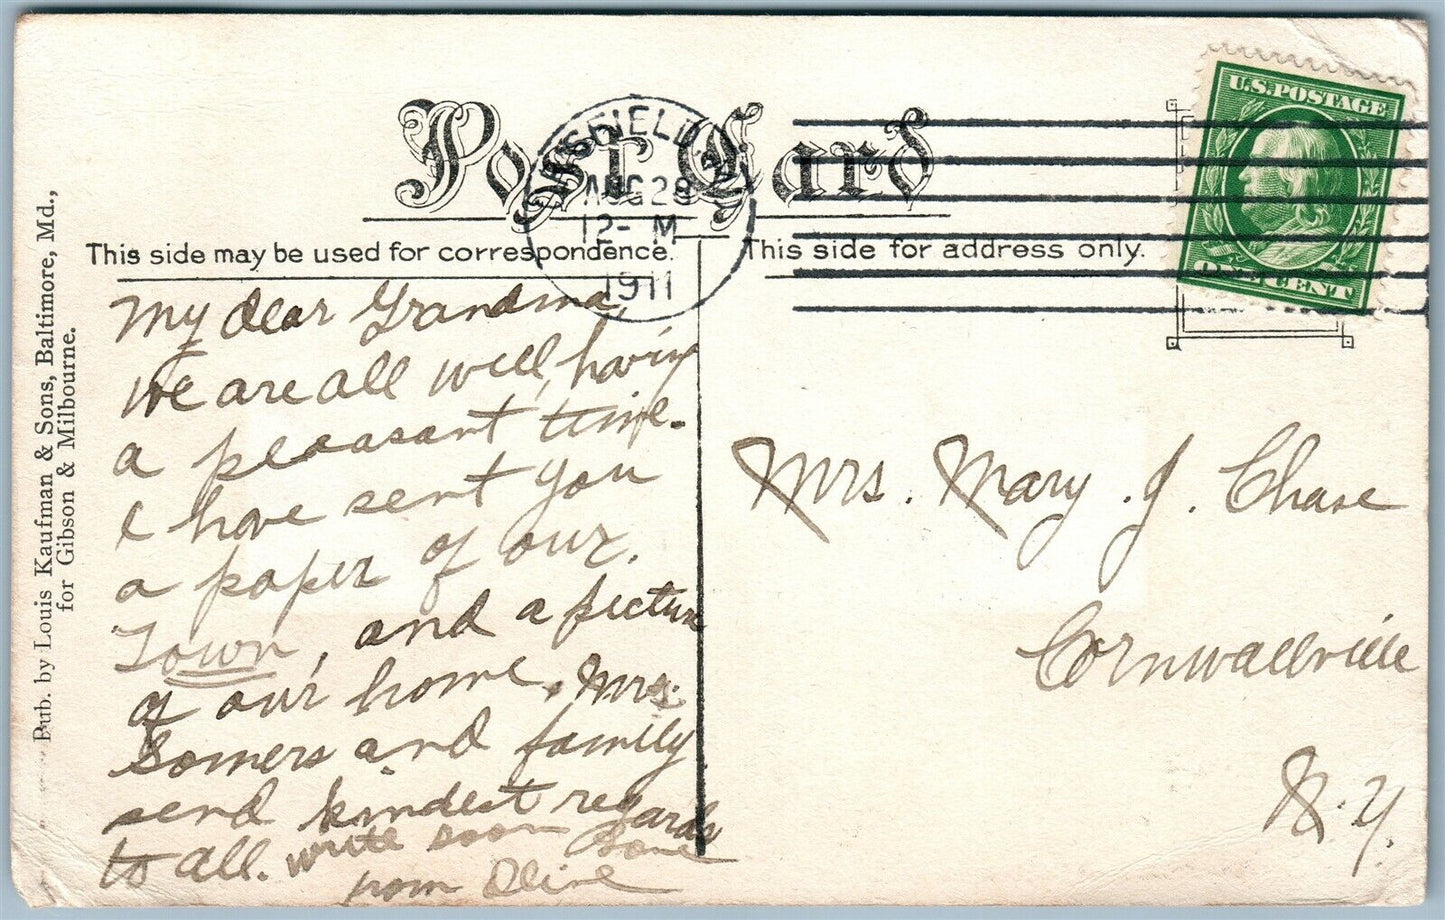 Post Card
This side may be used for correspondence.
This side for address only.
U.S. POSTAGE
ONE CENT
AUG 28
12- M
1911
Pub. by Louis Kaufman & Sons, Baltimore, Md.,
for Gibson & Milbourne.
My dear Grandma,
We are all well, having
a pleasant time.
I have sent you
a paper of our
Town, and a picture
of our home. Mrs.
Somers and family
send kindest regards
to all. write soon Love
from Oline
Mrs. Mary J. Chase
Cornwallville
N.Y.